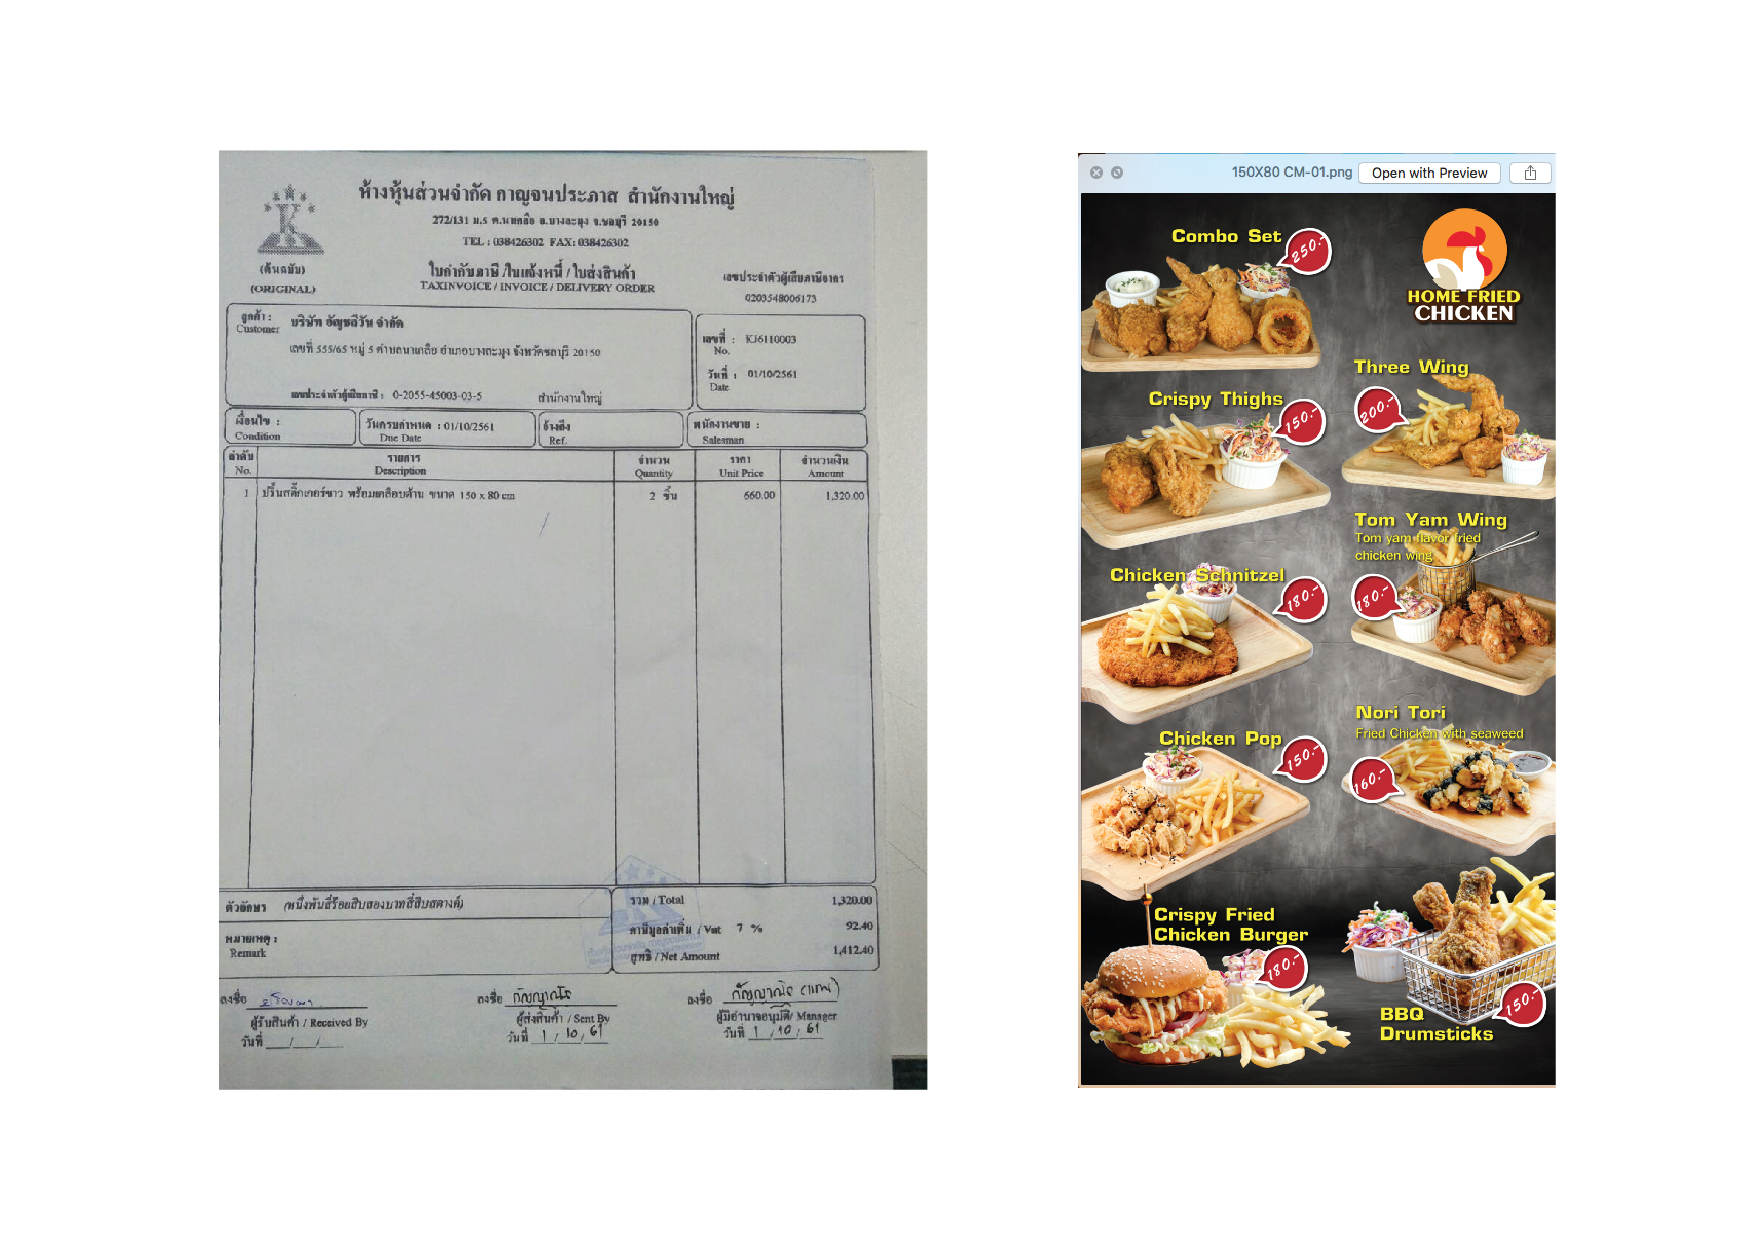 ห้างหุ้นส่วนจำกัด กาญจนประภาส สำนักงานใหญ่
272/131 ม.5 ต.นาเกลือ อ.บางละมุง จ.ชลบุรี 20150
TEL : 038426302 FAX: 038426302
(ต้นฉบับ)
(ORIGINAL)
ใบกำกับภาษี /ใบแจ้งหนี้ / ใบส่งสินค้า
TAXINVOICE / INVOICE / DELIVERY ORDER
เลขประจำตัวผู้เสียภาษีอากร
0203548006173
ลูกค้า : บริษัท อัญชลีวัน จำกัด
Customer
เลขที่ 555/65 หมู่ 5 ตำบลนาเกลือ อำเภอบางละมุง จังหวัดชลบุรี 20150
เลขประจำตัวผู้เสียภาษี : 0-2055-45003-03-5 สำนักงานใหญ่
เลขที่ : KJ6110003
No.
วันที่ : 01/10/2561
Date
เงื่อนไข :
Condition
วันครบกำหนด : 01/10/2561
Due Date
อ้างถึง
Ref.
พนักงานขาย :
Salesman
ลำดับ รายการ จำนวน ราคา จำนวนเงิน
No. Description Quantity Unit Price Amount
1 ปริ้นสติ๊กเกอร์ขาว พร้อมเคลือบด้าน ขนาด 150 x 80 cm 2 ชิ้น 660.00 1,320.00
ตัวอักษร (หนึ่งพันสี่ร้อยสิบสองบาทสี่สิบสตางค์)
หมายเหตุ :
Remark
รวม / Total 1,320.00
ภาษีมูลค่าเพิ่ม / Vat 7 % 92.40
สุทธิ / Net Amount 1,412.40
ลงชื่อ
ผู้รับสินค้า / Received By
วันที่ / /
ลงชื่อ กัญญาณัฐ
ผู้ส่งสินค้า / Sent By
วันที่ 1 / 10 / 61
ลงชื่อ กัญญาณัฐ
ผู้มีอำนาจอนุมัติ/ Manager
วันที่ 1 / 10 / 61
150X80 CM-01.png
Open with Preview
Combo Set
250.-
HOME FRIED
CHICKEN
Three Wing
200.-
Crispy Thighs
150.-
Tom Yam Wing
Tom yam flavor fried
chicken wing
180.-
Chicken Schnitzel
180.-
Nori Tori
Fried Chicken with seaweed
160.-
Chicken Pop
150.-
Crispy Fried
Chicken Burger
180.-
BBQ
Drumsticks
150.-